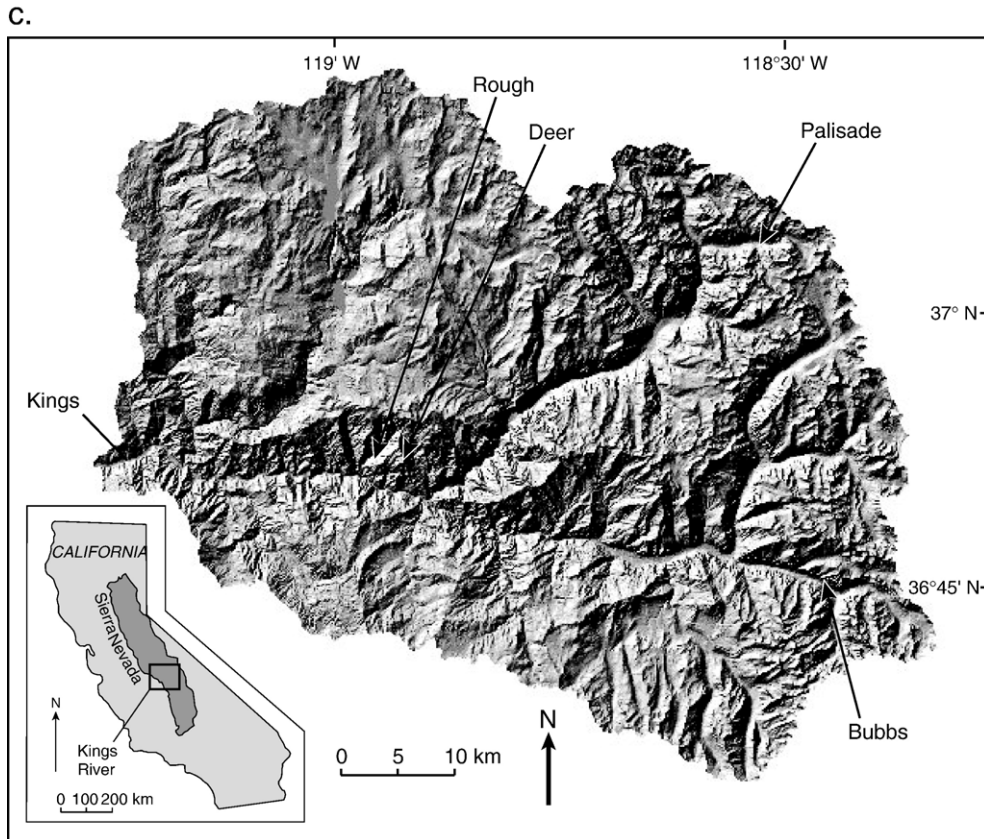 C.
119' W
118°30' W
Rough
Deer
Palisade
37° N
Kings
36°45' N
Bubbs
CALIFORNIA
Sierra Nevada
N
Kings
River
0 100 200 km
0 5 10 km
N